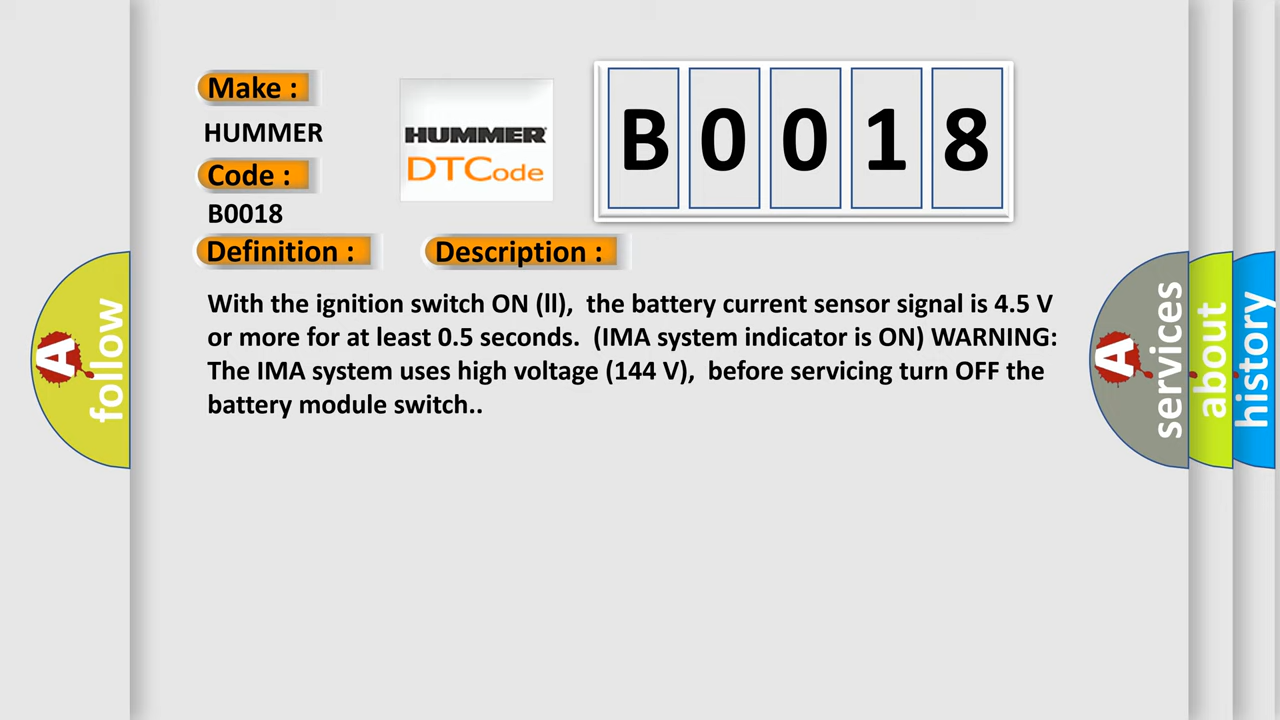 Make :
HUMMER
Code :
B0018
HUMMER
DTCode
B0018
Definition :
Description :
With the ignition switch ON (ll), the battery current sensor signal is 4.5 V
or more for at least 0.5 seconds. (IMA system indicator is ON) WARNING:
The IMA system uses high voltage (144 V), before servicing turn OFF the
battery module switch..
A
follow
A
services
about
history